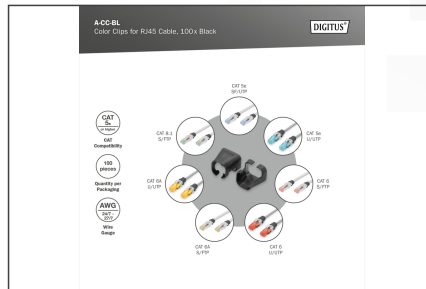 A-CC-BL
Color Clips for RJ45 Cable, 100x Black
DIGITUS®
CAT 5e
SF/UTP
CAT
5e
or higher
CAT
Compatibility
CAT 8.1
S/FTP
CAT 5e
U/UTP
100
pieces
Quantity per
Packaging
CAT 6A
U/UTP
CAT 6
S/FTP
AWG
24/7 -
27/7
Wire
Gauge
CAT 6A
S/FTP
CAT 6
U/UTP